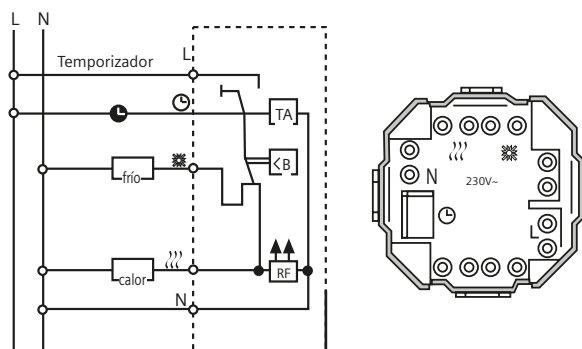 L N
Temporizador L
TA
<B
frío
calor
RF
N
N
230V~
L